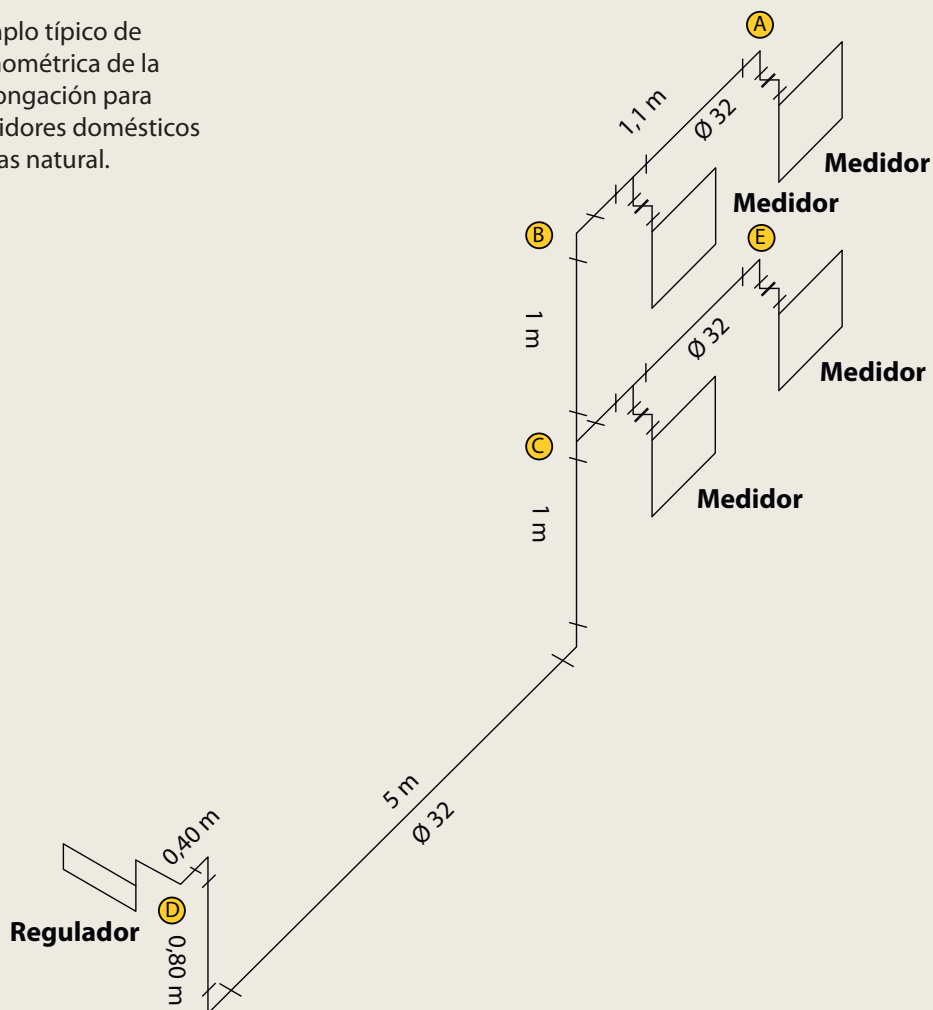 nplo típico de
nométrica de la
ongación para
idores domésticos
as natural.
A
1,1 m
Ø 32
Medidor
Medidor
B
E
1 m
Ø 32
Medidor
C
Medidor
1 m
5 m
Ø 32
0,40 m
D
Regulador
0,80 m